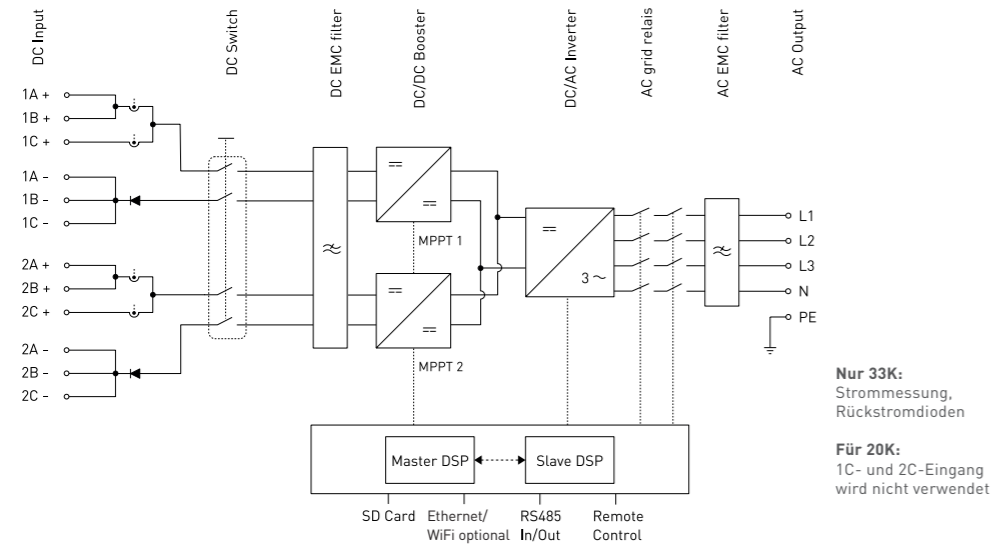 DC Input
DC Switch
DC EMC filter
DC/DC Booster
DC/AC Inverter
AC grid relais
AC EMC filter
AC Output
1A +
1B +
1C +
1A -
1B -
1C -
2A +
2B +
2C +
2A -
2B -
2C -
MPPT 1
MPPT 2
3 ~
L1
L2
L3
N
PE
Nur 33K:
Strommessung,
Rückstromdioden
Für 20K:
1C- und 2C-Eingang
wird nicht verwendet
Master DSP
Slave DSP
SD Card
Ethernet/
WiFi optional
RS485
In/Out
Remote
Control